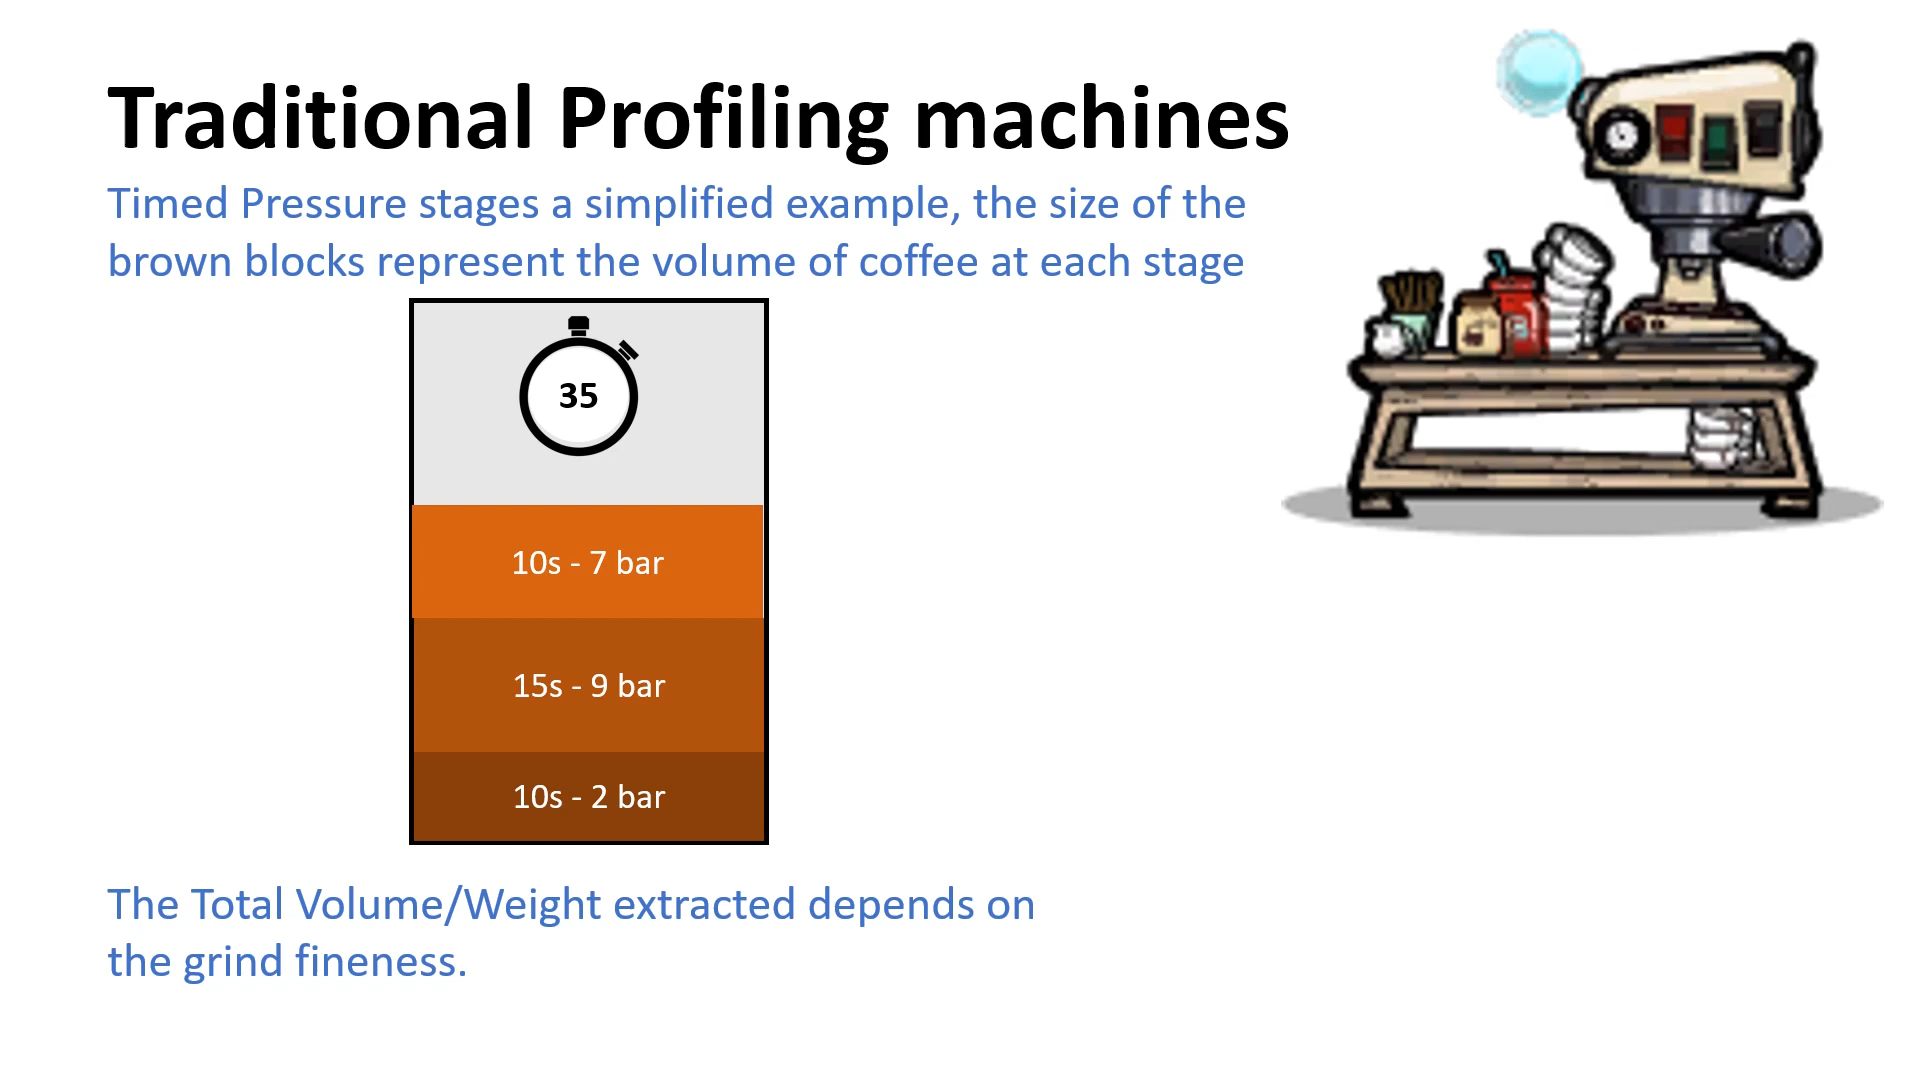 Traditional Profiling machines
Timed Pressure stages a simplified example, the size of the
brown blocks represent the volume of coffee at each stage
35
10s - 7 bar
15s - 9 bar
10s - 2 bar
The Total Volume/Weight extracted depends on
the grind fineness.